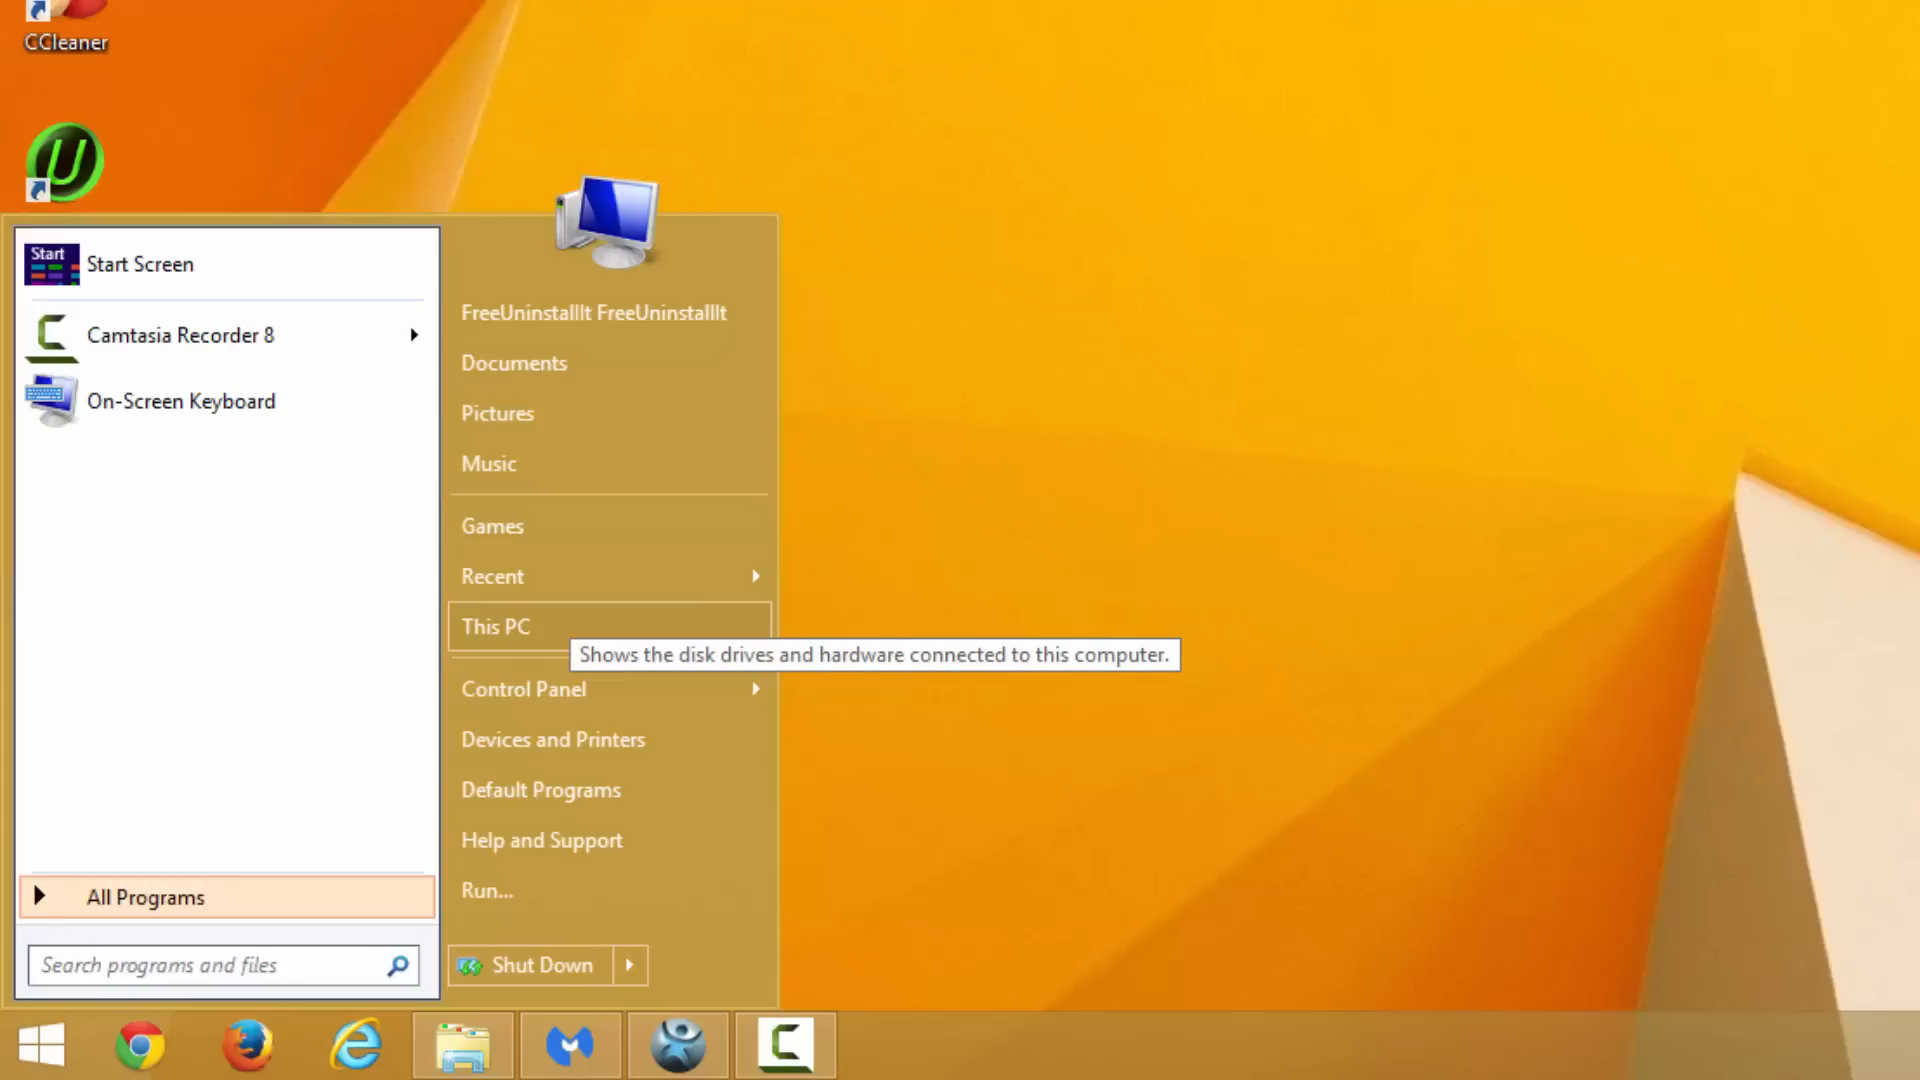 CCleaner
Start
Start Screen
Camtasia Recorder 8
On-Screen Keyboard
All Programs
Search programs and files
FreeUninstallIt FreeUninstallIt
Documents
Pictures
Music
Games
Recent
This PC
Shows the disk drives and hardware connected to this computer.
Control Panel
Devices and Printers
Default Programs
Help and Support
Run...
Shut Down